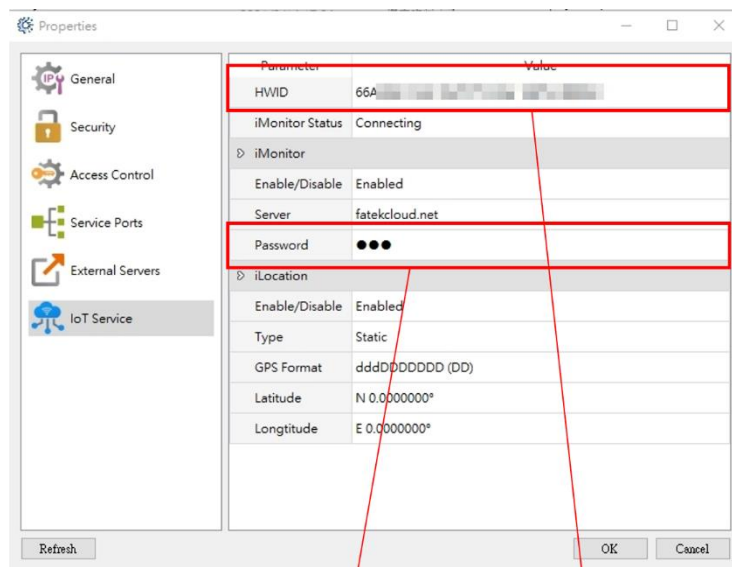 Properties
General
Security
Access Control
Service Ports
External Servers
IoT Service
Parameter Value
HWID 66A
iMonitor Status Connecting
iMonitor
Enable/Disable Enabled
Server fatekcloud.net
Password ●●●
iLocation
Enable/Disable Enabled
Type Static
GPS Format dddDDDDDDD (DD)
Latitude N 0.0000000°
Longtitude E 0.0000000°
Refresh OK Cancel